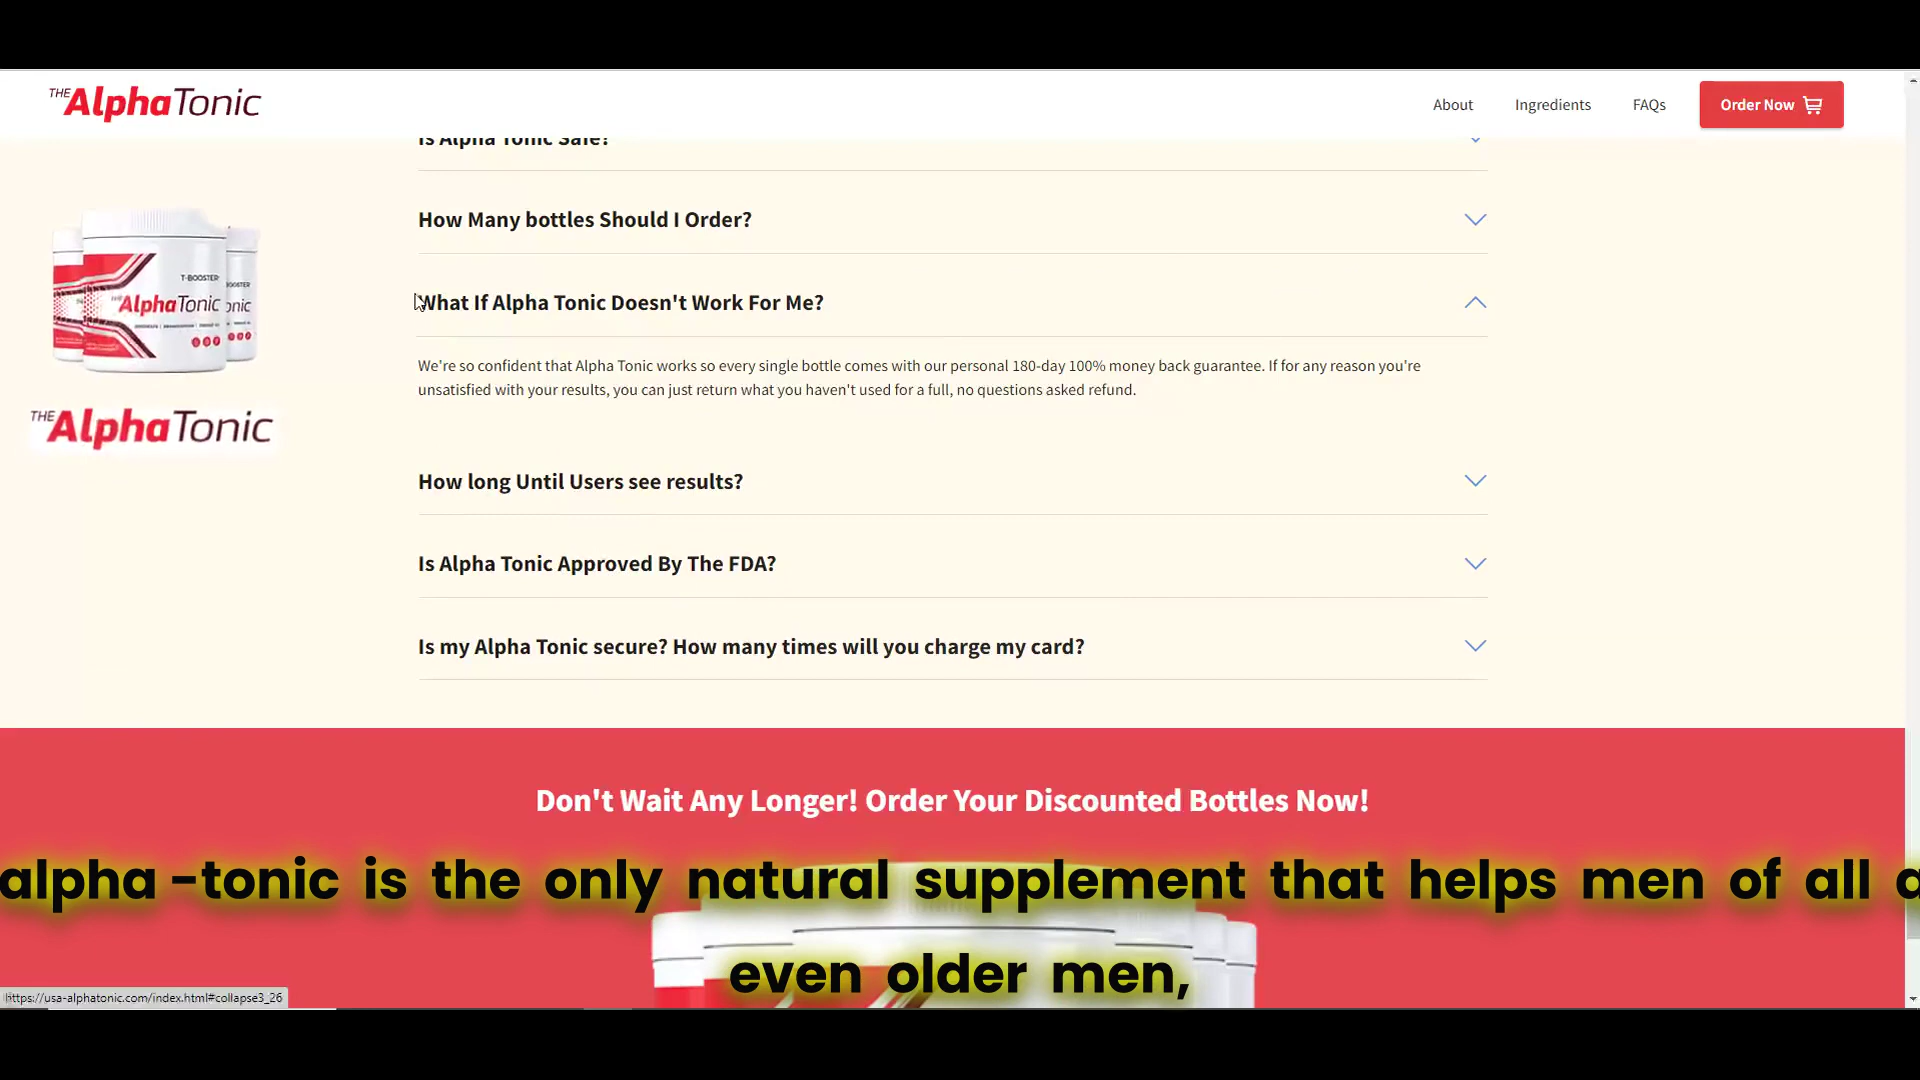 THE AlphaTonic
About
Ingredients
FAQs
Order Now
Is Alpha Tonic Safe?
How Many bottles Should I Order?
T-BOOSTER
THE AlphaTonic
What If Alpha Tonic Doesn't Work For Me?
We're so confident that Alpha Tonic works so every single bottle comes with our personal 180-day 100% money back guarantee. If for any reason you're
unsatisfied with your results, you can just return what you haven't used for a full, no questions asked refund.
THE AlphaTonic
How long Until Users see results?
Is Alpha Tonic Approved By The FDA?
Is my Alpha Tonic secure? How many times will you charge my card?
Don't Wait Any Longer! Order Your Discounted Bottles Now!
alpha -tonic is the only natural supplement that helps men of all a
even older men,
https://usa-alphatonic.com/index.html#collapse3_26